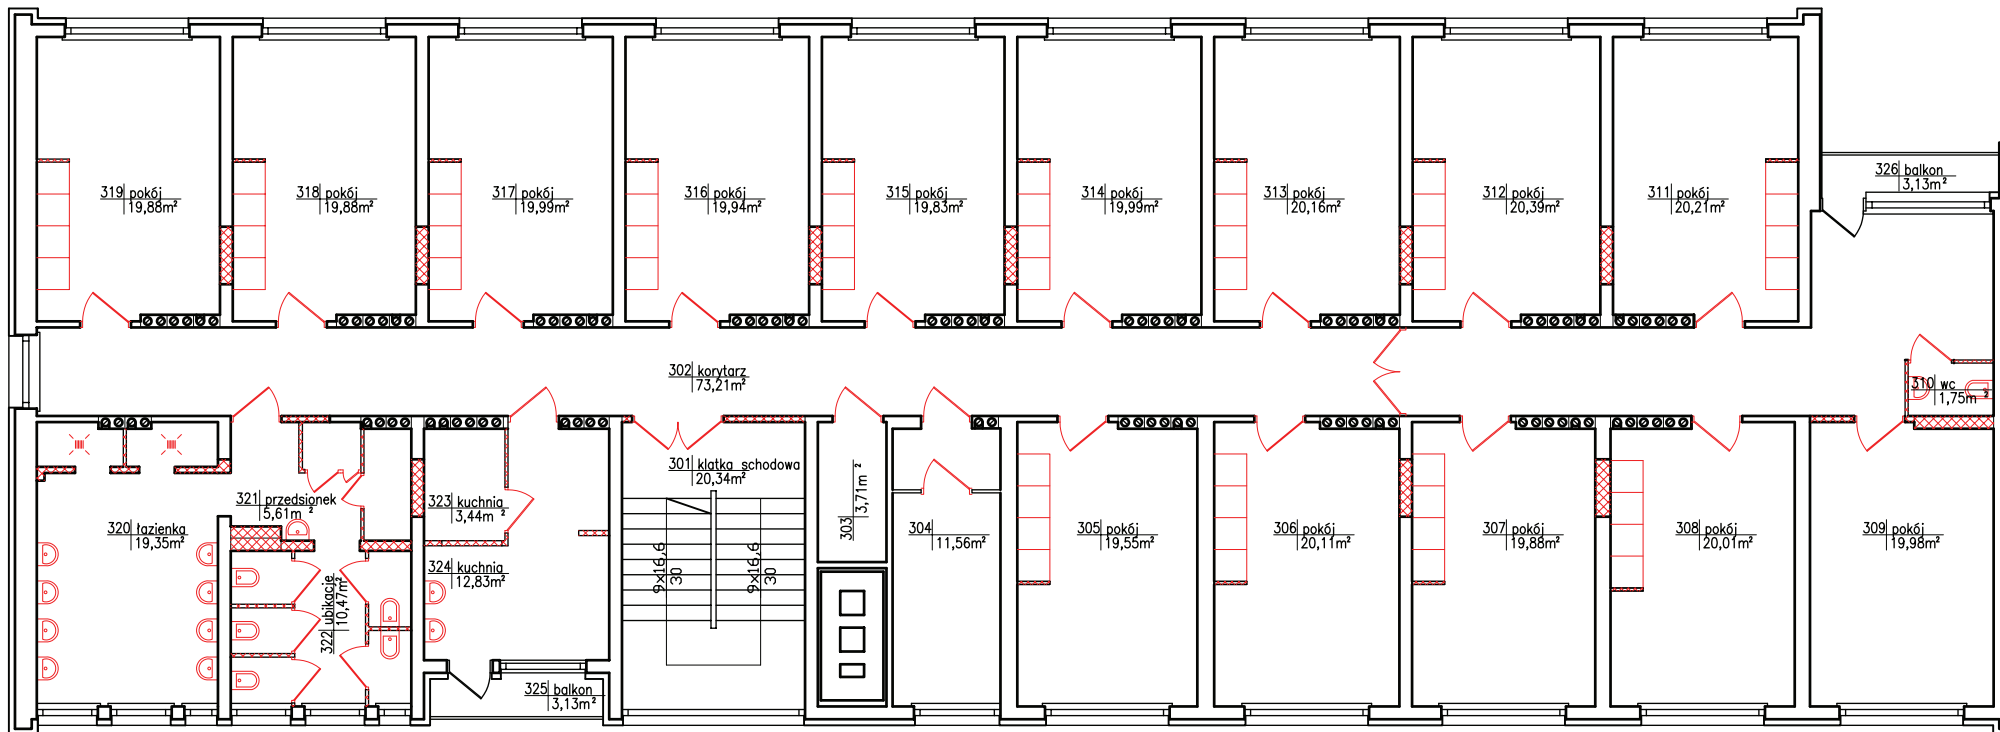 319 pokój
19,88m²
318 pokój
19,88m²
317 pokój
19,99m²
316 pokój
19,94m²
315 pokój
19,83m²
314 pokój
19,99m²
313 pokój
20,16m²
312 pokój
20,39m²
311 pokój
20,21m²
326 balkon
3,13m²
302 korytarz
73,21m²
310 wc
1,75m²
301 klatka schodowa
20,34m²
303
3,71m²
321 przedsionek
5,61m²
320 łazienka
19,35m²
322 ubikacje
10,47m²
323 kuchnia
3,44m²
324 kuchnia
12,83m²
325 balkon
3,13m²
9x16,6
30
9x16,6
30
304
11,56m²
305 pokój
19,55m²
306 pokój
20,11m²
307 pokój
19,88m²
308 pokój
20,01m²
309 pokój
19,98m²